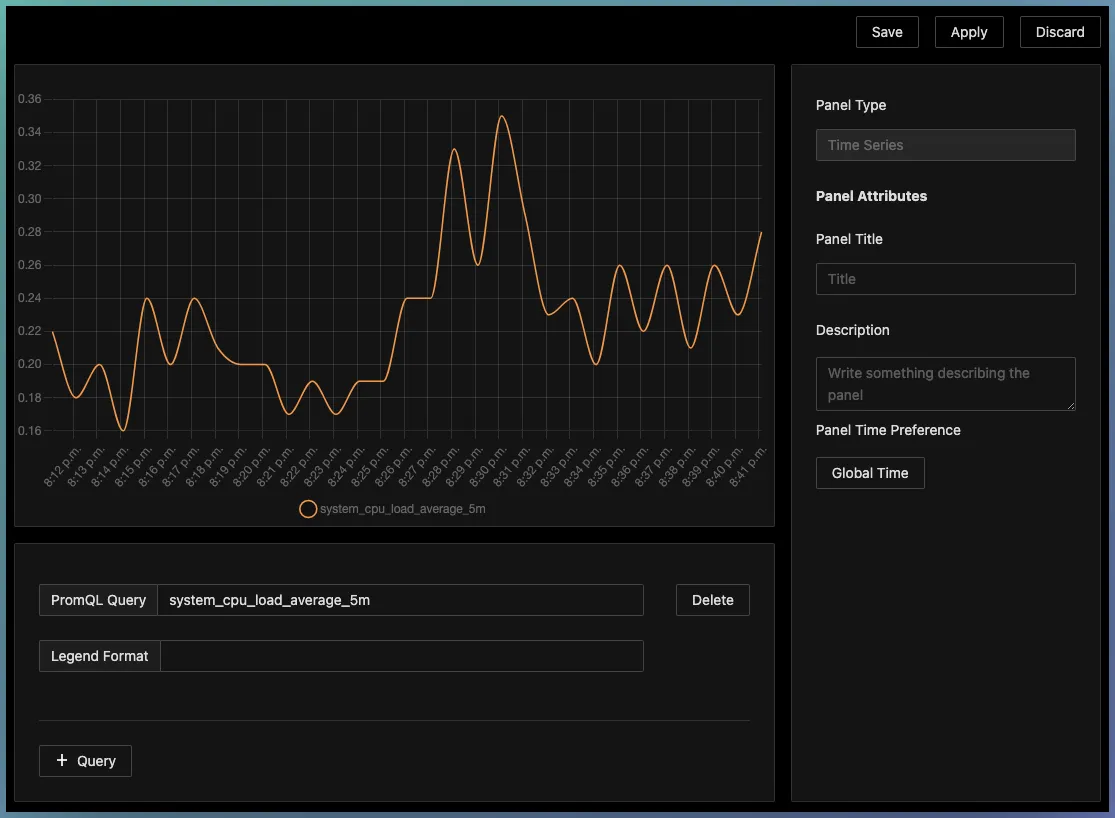 Save
Apply
Discard
0.36
0.34
0.32
0.30
0.28
0.26
0.24
0.22
0.20
0.18
0.16
8:12 p.m.
8:13 p.m.
8:14 p.m.
8:15 p.m.
8:16 p.m.
8:17 p.m.
8:18 p.m.
8:19 p.m.
8:20 p.m.
8:21 p.m.
8:22 p.m.
8:23 p.m.
8:24 p.m.
8:25 p.m.
8:26 p.m.
8:27 p.m.
8:28 p.m.
8:29 p.m.
8:30 p.m.
8:31 p.m.
8:32 p.m.
8:33 p.m.
8:34 p.m.
8:35 p.m.
8:36 p.m.
8:37 p.m.
8:38 p.m.
8:39 p.m.
8:40 p.m.
8:41 p.m.
system_cpu_load_average_5m
PromQL Query
system_cpu_load_average_5m
Delete
Legend Format
+ Query
Panel Type
Time Series
Panel Attributes
Panel Title
Title
Description
Write something describing the
panel
Panel Time Preference
Global Time